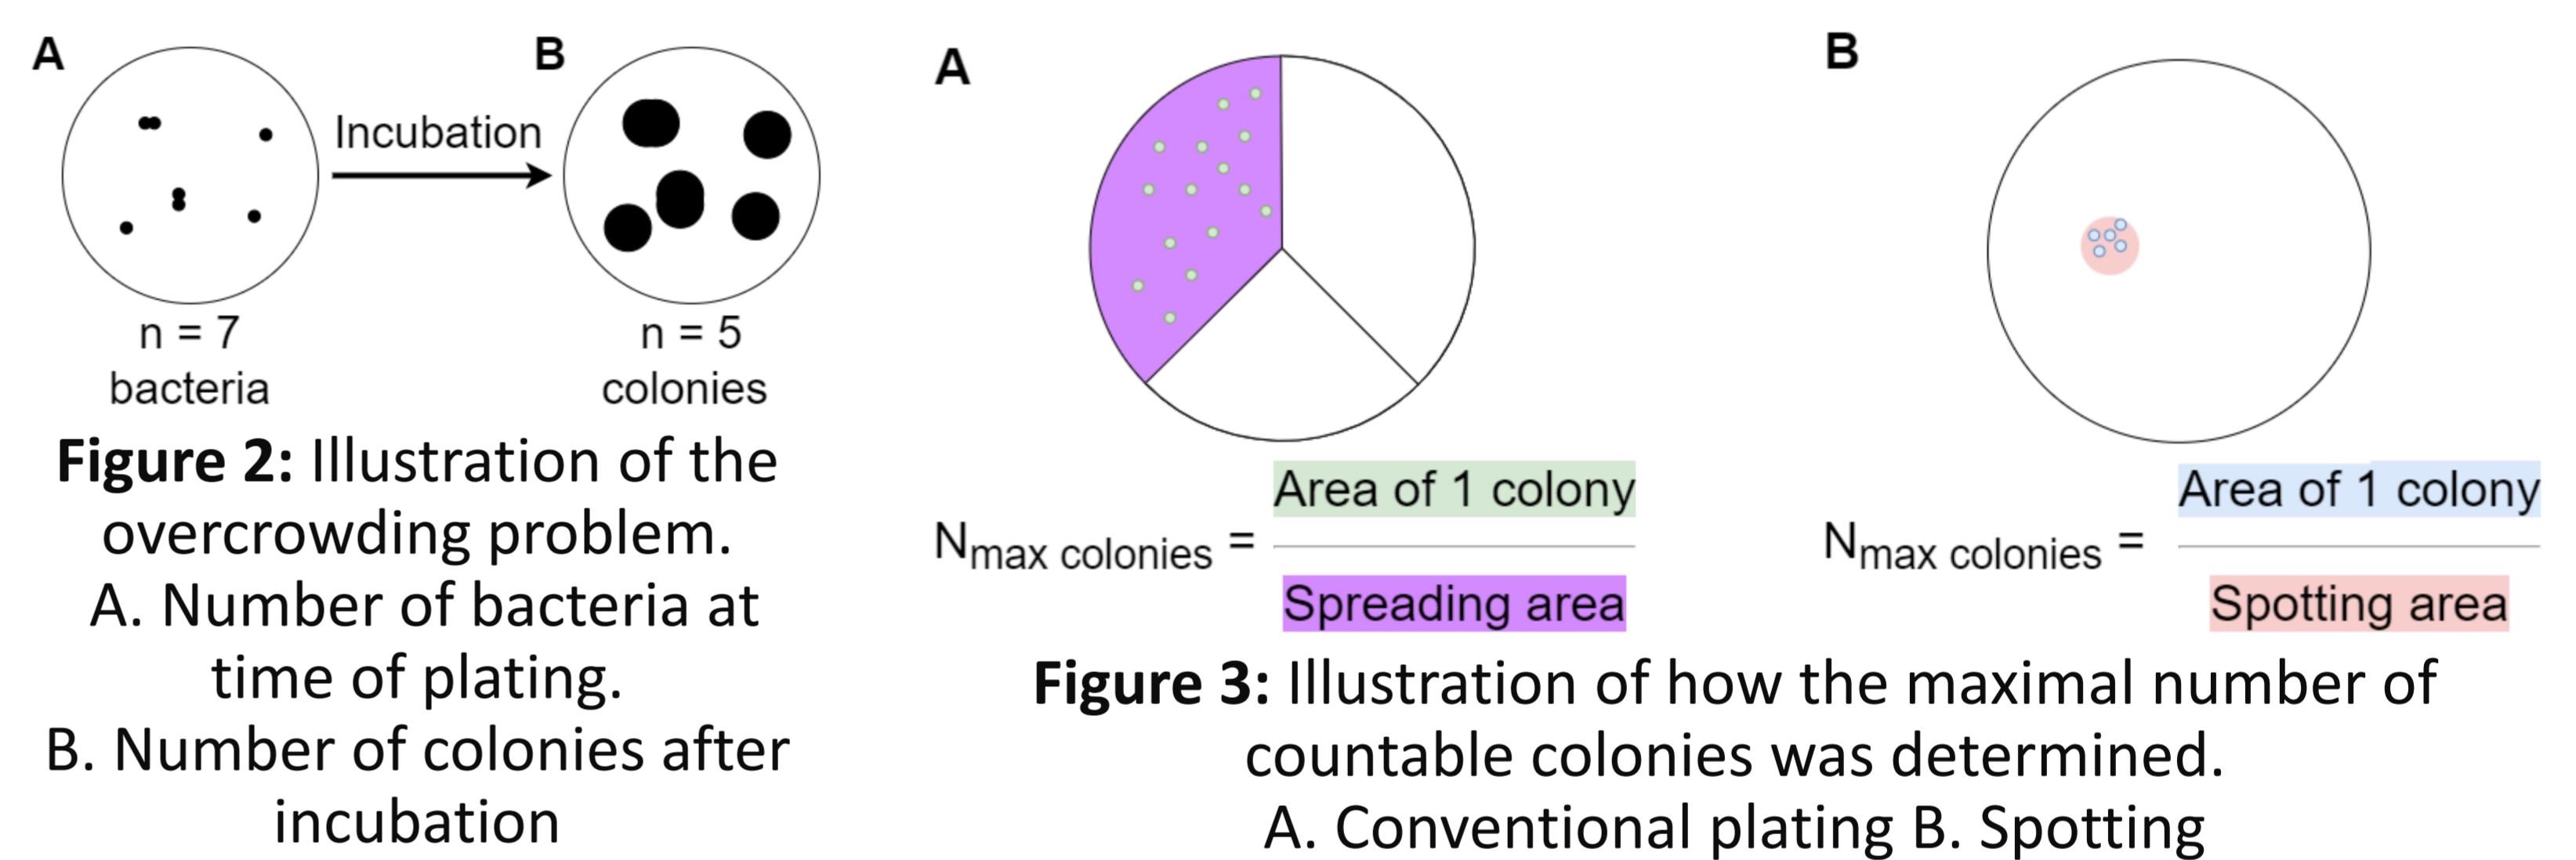 A
B
Incubation
n = 7
bacteria
n = 5
colonies
Figure 2: Illustration of the
overcrowding problem.
A. Number of bacteria at
time of plating.
B. Number of colonies after
incubation
A
N max colonies =
Area of 1 colony
Spreading area
B
N max colonies =
Area of 1 colony
Spotting area
Figure 3: Illustration of how the maximal number of
countable colonies was determined.
A. Conventional plating B. Spotting